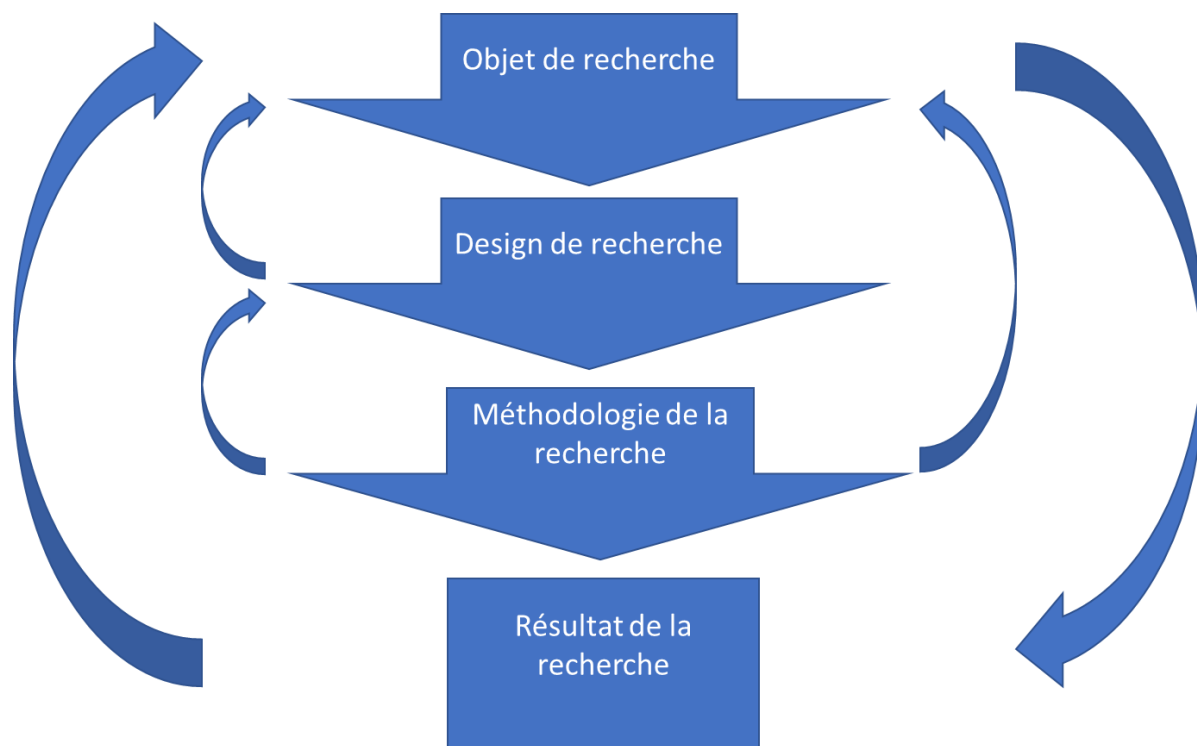 Objet de recherche
Design de recherche
Méthodologie de la
recherche
Résultat de la
recherche